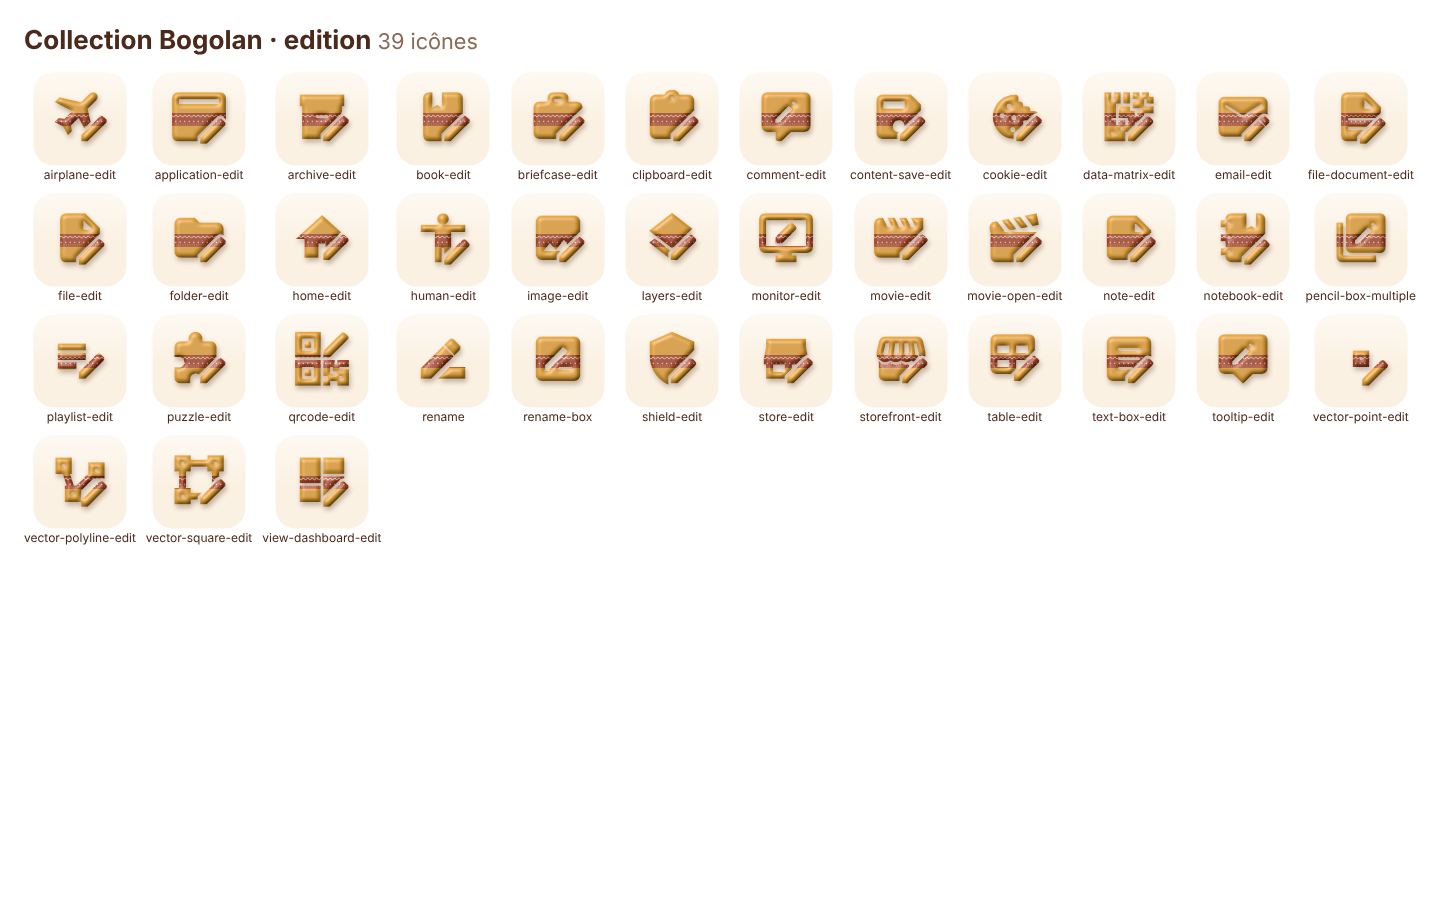 Collection Bogolan · edition 39 icônes
airplane-edit application-edit archive-edit book-edit briefcase-edit clipboard-edit comment-edit content-save-edit cookie-edit data-matrix-edit email-edit file-document-edit
file-edit folder-edit home-edit human-edit image-edit layers-edit monitor-edit movie-edit movie-open-edit note-edit notebook-edit pencil-box-multiple
playlist-edit puzzle-edit qrcode-edit rename rename-box shield-edit store-edit storefront-edit table-edit text-box-edit tooltip-edit vector-point-edit
vector-polyline-edit vector-square-edit view-dashboard-edit